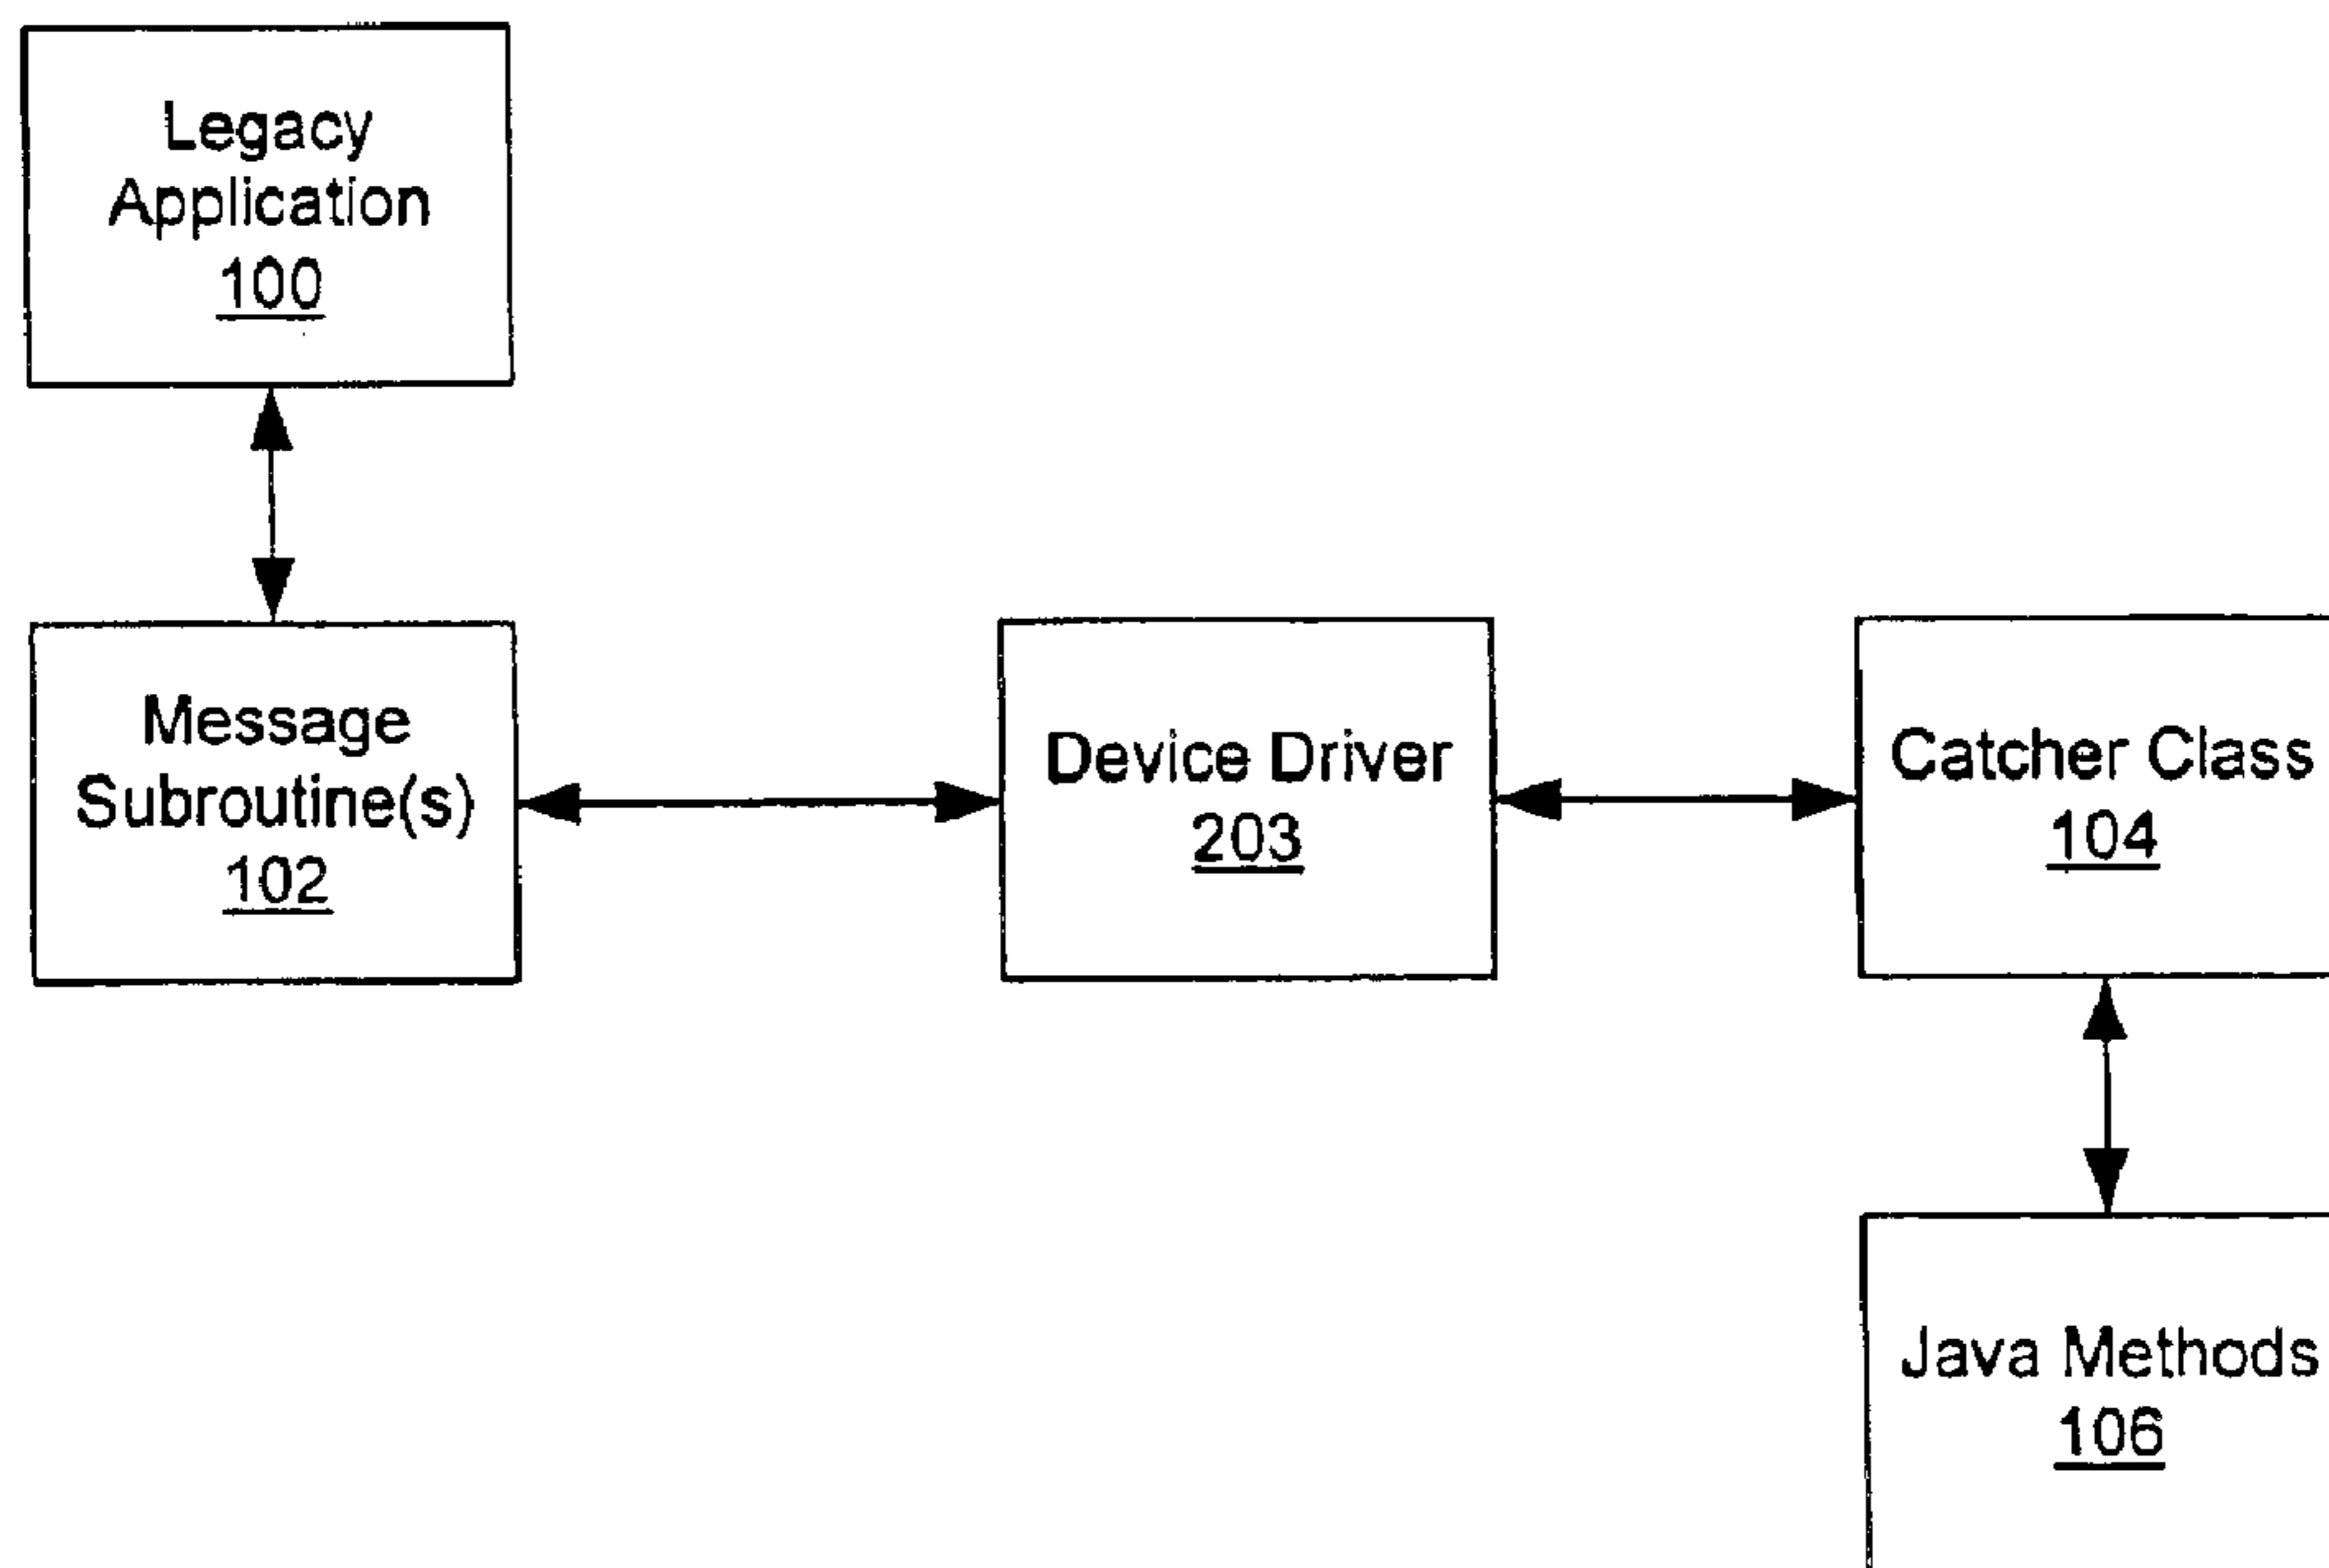 Legacy
Application
100
Message
Subroutine(s)
102
Device Driver
203
Catcher Class
104
Java Methods
106